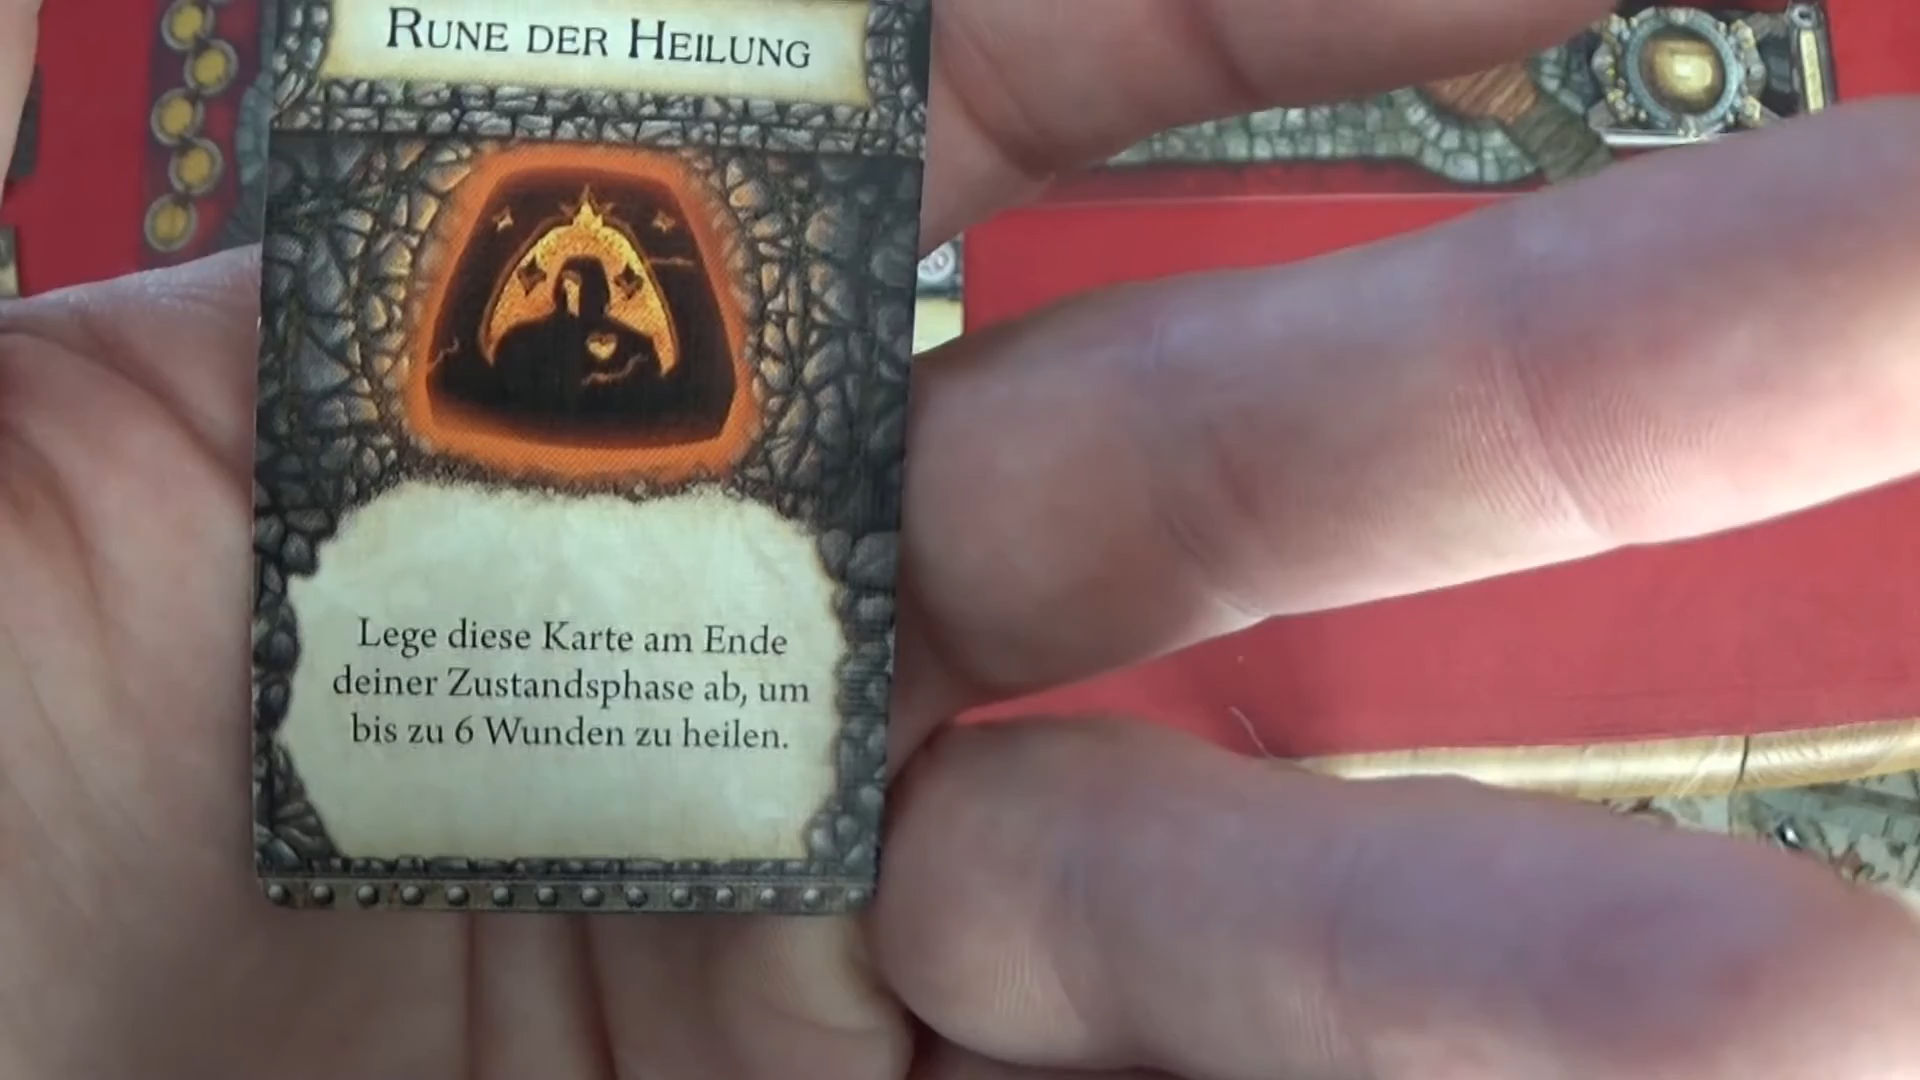 RUNE DER HEILUNG
Lege diese Karte am Ende
deiner Zustandsphase ab, um
bis zu 6 Wunden zu heilen.